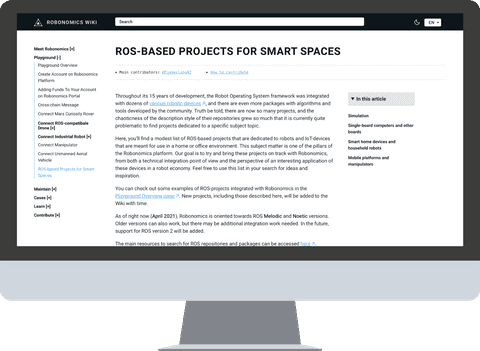 ROBONOMICS WIKI
Search
EN
Meet Robonomics [+]
Playground [-]
Playground Overview
Create Account on Robonomics
Platform
Adding Funds To Your Account
on Robonomics Portal
Cross-chain Message
Connect Mars Curiosity Rover
Connect ROS-compatible
Drone [+]
Connect Industrial Robot [+]
Connect Manipulator
Connect Unmanned Aerial
Vehicle
ROS-based Projects for Smart
Spaces
Maintain [+]
Cases [+]
Learn [+]
Contribute [+]
ROS-BASED PROJECTS FOR SMART SPACES
• Main contributors:
• How to contribute
Throughout its 15 years of development, the Robot Operating System framework was integrated
with dozens of various robotic devices, and there are even more packages with algorithms and
tools developed by the community. Truth be told, there are now so many projects, and the
chaoticness of the description style of their repositories grew so much that it is currently quite
problematic to find projects dedicated to a specific subject topic.
Here, you'll find a modest list of ROS-based projects that are dedicated to robots and IoT-devices
that are meant for use in a home or office environment. This subject matter is one of the pillars of
the Robonomics platform. Our goal is to try and bring these projects on track with Robonomics,
from both a technical integration point of view and the perspective of an interesting application of
these devices in a robot economy. Feel free to use this list in your search for ideas and
inspiration.
You can check out some examples of ROS-projects integrated with Robonomics in the
Playground Overview page. New projects, including those described here, will be added to the
Wiki with time.
As of right now (April 2021), Robonomics is oriented towards ROS Melodic and Noetic versions.
Older versions can also work, but there may be additional integration work needed. In the future,
support for ROS version 2 will be added.
The main resources to search for ROS repositories and packages can be accessed here.
▼ In this article
Simulation
Single-board computers and other
boards
Smart home devices and
household robots
Mobile platforms and
manipulators